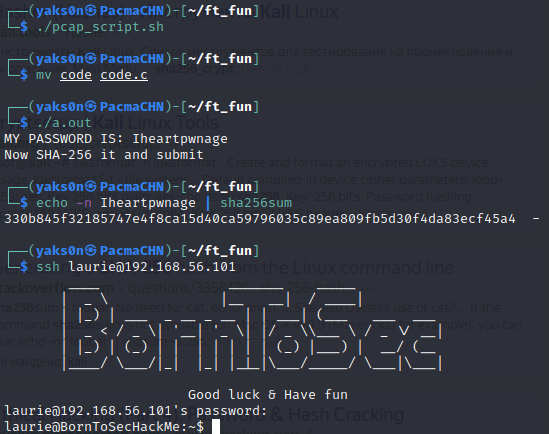 ┌──(yaks0n㉿PacmaCHN)-[~/ft_fun]
└─$ ./pcap_script.sh
┌──(yaks0n㉿PacmaCHN)-[~/ft_fun]
└─$ mv code code.c
┌──(yaks0n㉿PacmaCHN)-[~/ft_fun]
└─$ ./a.out
MY PASSWORD IS: Iheartpwnage
Now SHA-256 it and submit
┌──(yaks0n㉿PacmaCHN)-[~/ft_fun]
└─$ echo -n Iheartpwnage | sha256sum
330b845f32185747e4f8ca15d40ca59796035c89ea809fb5d30f4da83ecf45a4  -
┌──(yaks0n㉿PacmaCHN)-[~/ft_fun]
└─$ ssh laurie@192.168.56.101
BornToSec
Good luck & Have fun
laurie@192.168.56.101's password:
laurie@BornToSecHackMe:~$